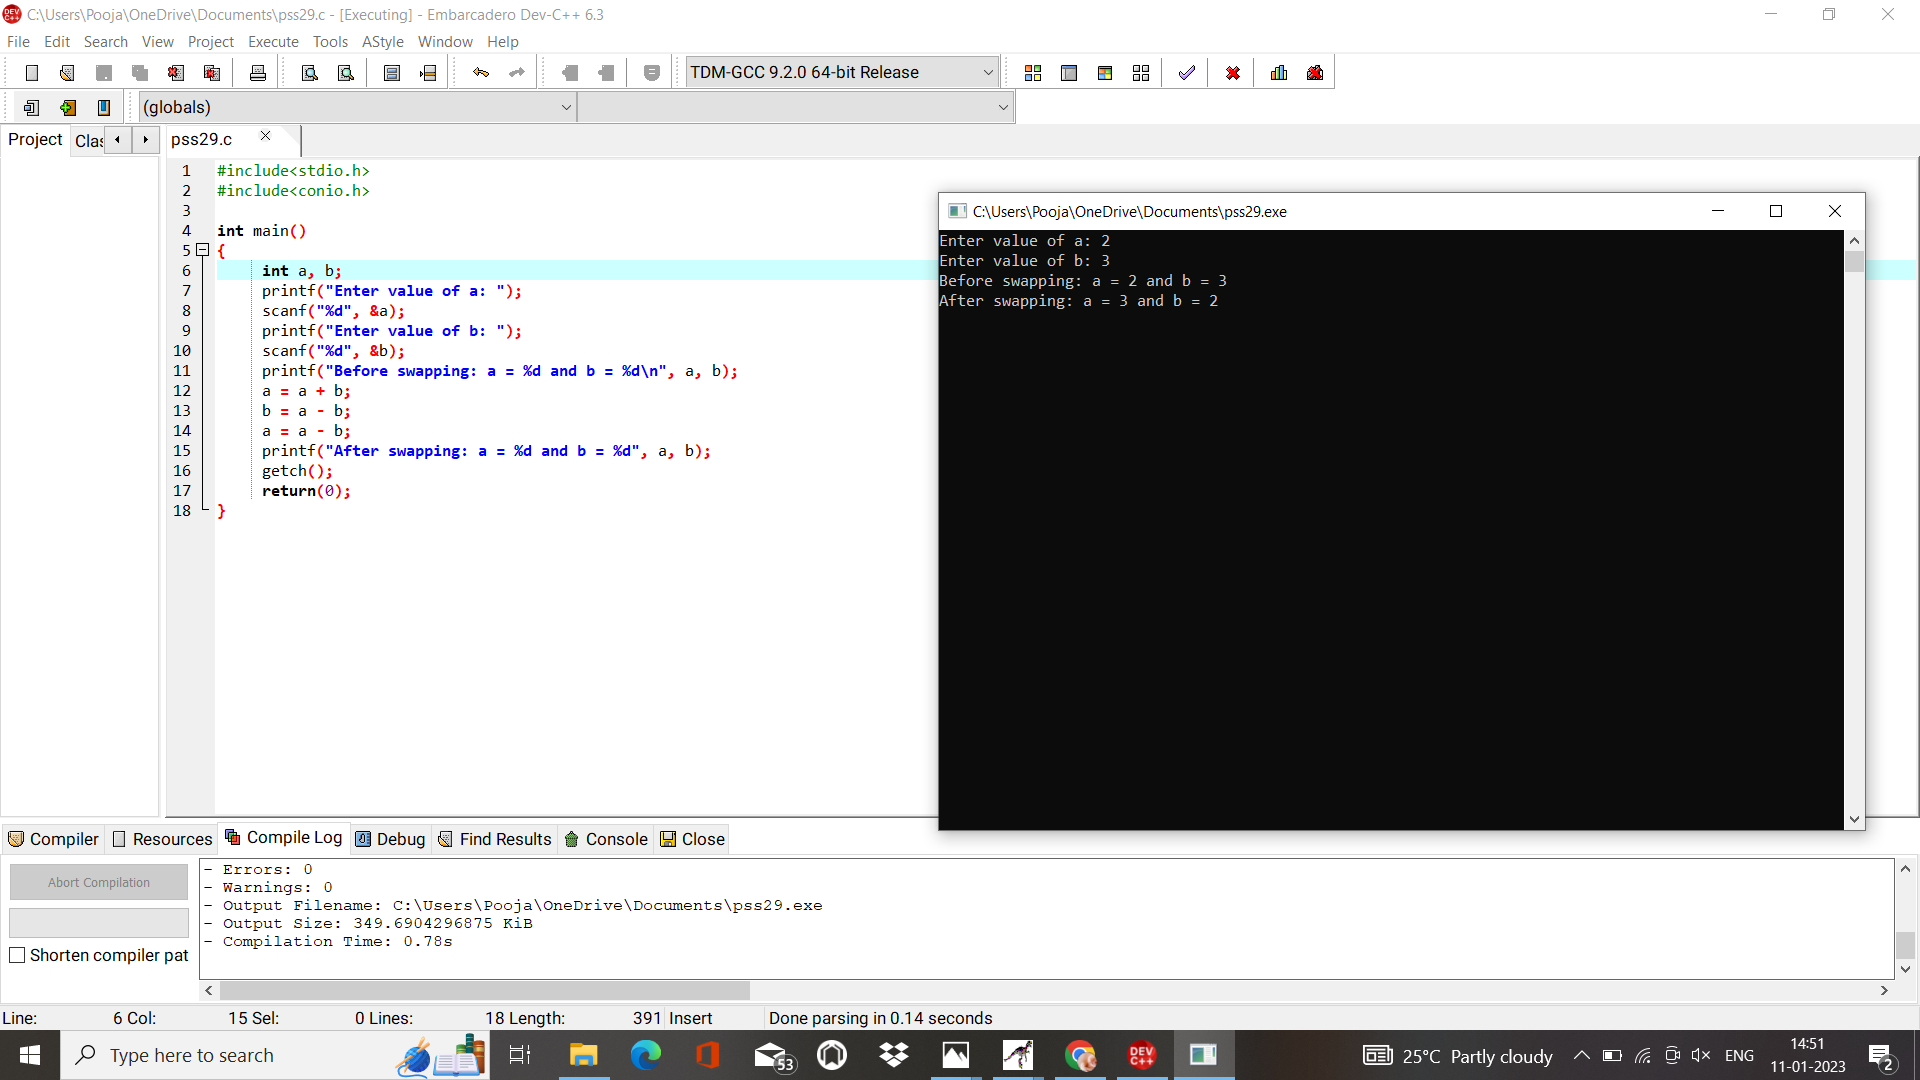 C:\Users\Pooja\OneDrive\Documents\pss29.c - [Executing] - Embarcadero Dev-C++ 6.3
File Edit Search View Project Execute Tools AStyle Window Help
TDM-GCC 9.2.0 64-bit Release
(globals)
Project Clas
pss29.c
1 #include<stdio.h>
2 #include<conio.h>
3
4 int main()
5 {
6 int a, b;
7 printf("Enter value of a: ");
8 scanf("%d", &a);
9 printf("Enter value of b: ");
10 scanf("%d", &b);
11 printf("Before swapping: a = %d and b = %d\n", a, b);
12 a = a + b;
13 b = a - b;
14 a = a - b;
15 printf("After swapping: a = %d and b = %d", a, b);
16 getch();
17 return(0);
18 }
C:\Users\Pooja\OneDrive\Documents\pss29.exe
Enter value of a: 2
Enter value of b: 3
Before swapping: a = 2 and b = 3
After swapping: a = 3 and b = 2
Compiler Resources Compile Log Debug Find Results Console Close
Abort Compilation
Shorten compiler pat
- Errors: 0
- Warnings: 0
- Output Filename: C:\Users\Pooja\OneDrive\Documents\pss29.exe
- Output Size: 349.6904296875 KiB
- Compilation Time: 0.78s
Line: 6 Col: 15 Sel: 0 Lines: 18 Length: 391 Insert Done parsing in 0.14 seconds
Type here to search
53
DEV C++
25°C Partly cloudy
ENG
14:51
11-01-2023
2